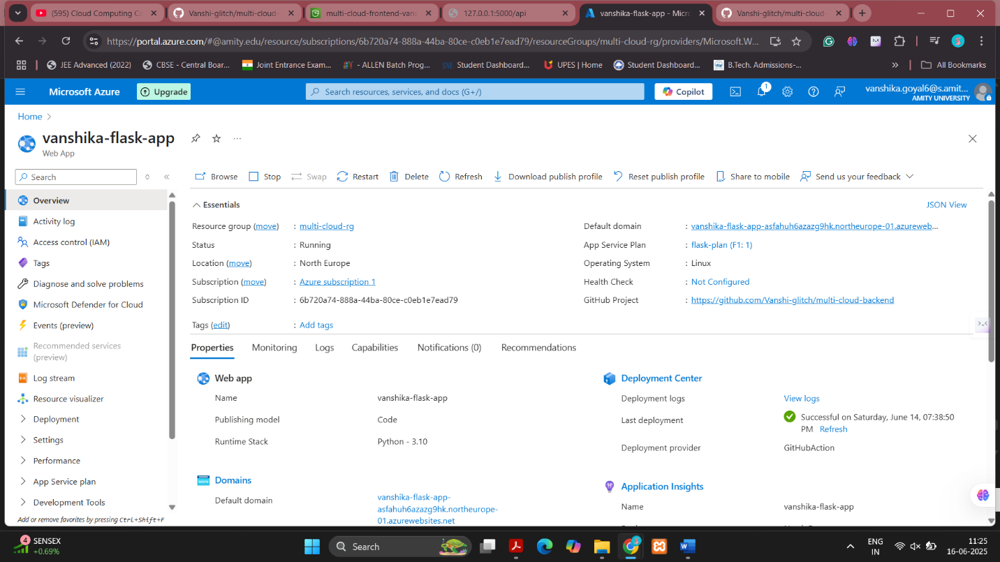 (595) Cloud Computing Co
Vanshi-glitch/multi-cloud-
multi-cloud-frontend-vans
127.0.0.1:5000/api
vanshika-flask-app - Micro
Vanshi-glitch/multi-cloud
https://portal.azure.com/#@amity.edu/resource/subscriptions/6b720a74-888a-44ba-80ce-c0eb1e7ead79/resourceGroups/multi-cloud-rg/providers/Microsoft.W...
JEE Advanced (2022)
CBSE - Central Boar...
Joint Entrance Exam...
- ALLEN Batch Prog...
Student Dashboard...
UPES | Home
Student Dashboard...
B.Tech. Admissions-...
»
All Bookmarks
Microsoft Azure
Upgrade
Search resources, services, and docs (G+/)
Copilot
1
vanshika.goyal6@s.amit...
AMITY UNIVERSITY
Home >
vanshika-flask-app
Web App
...
Search
«
Browse
Stop
Swap
Restart
Delete
Refresh
Download publish profile
Reset publish profile
Share to mobile
Send us your feedback
Overview
Activity log
Access control (IAM)
Tags
Diagnose and solve problems
Microsoft Defender for Cloud
Events (preview)
Recommended services
(preview)
Log stream
Resource visualizer
Deployment
Settings
Performance
App Service plan
Development Tools
Add or remove favorites by pressing Ctrl+Shift+F
Essentials
JSON View
Resource group (move) : multi-cloud-rg
Status : Running
Location (move) : North Europe
Subscription (move) : Azure subscription 1
Subscription ID : 6b720a74-888a-44ba-80ce-c0eb1e7ead79
Tags (edit) : Add tags
Default domain : vanshika-flask-app-asfahuh6azazg9hk.northeurope-01.azureweb...
App Service Plan : flask-plan (F1: 1)
Operating System : Linux
Health Check : Not Configured
GitHub Project : https://github.com/Vanshi-glitch/multi-cloud-backend
Properties
Monitoring
Logs
Capabilities
Notifications (0)
Recommendations
Web app
Name vanshika-flask-app
Publishing model Code
Runtime Stack Python - 3.10
Domains
Default domain vanshika-flask-app-
asfahuh6azazg9hk.northeurope-
01.azurewebsites.net
Deployment Center
Deployment logs View logs
Last deployment Successful on Saturday, June 14, 07:38:50
PM Refresh
Deployment provider GitHubAction
Application Insights
Name vanshika-flask-app
4
SENSEX
+0.69%
Search
ENG
IN
11:25
16-06-2025